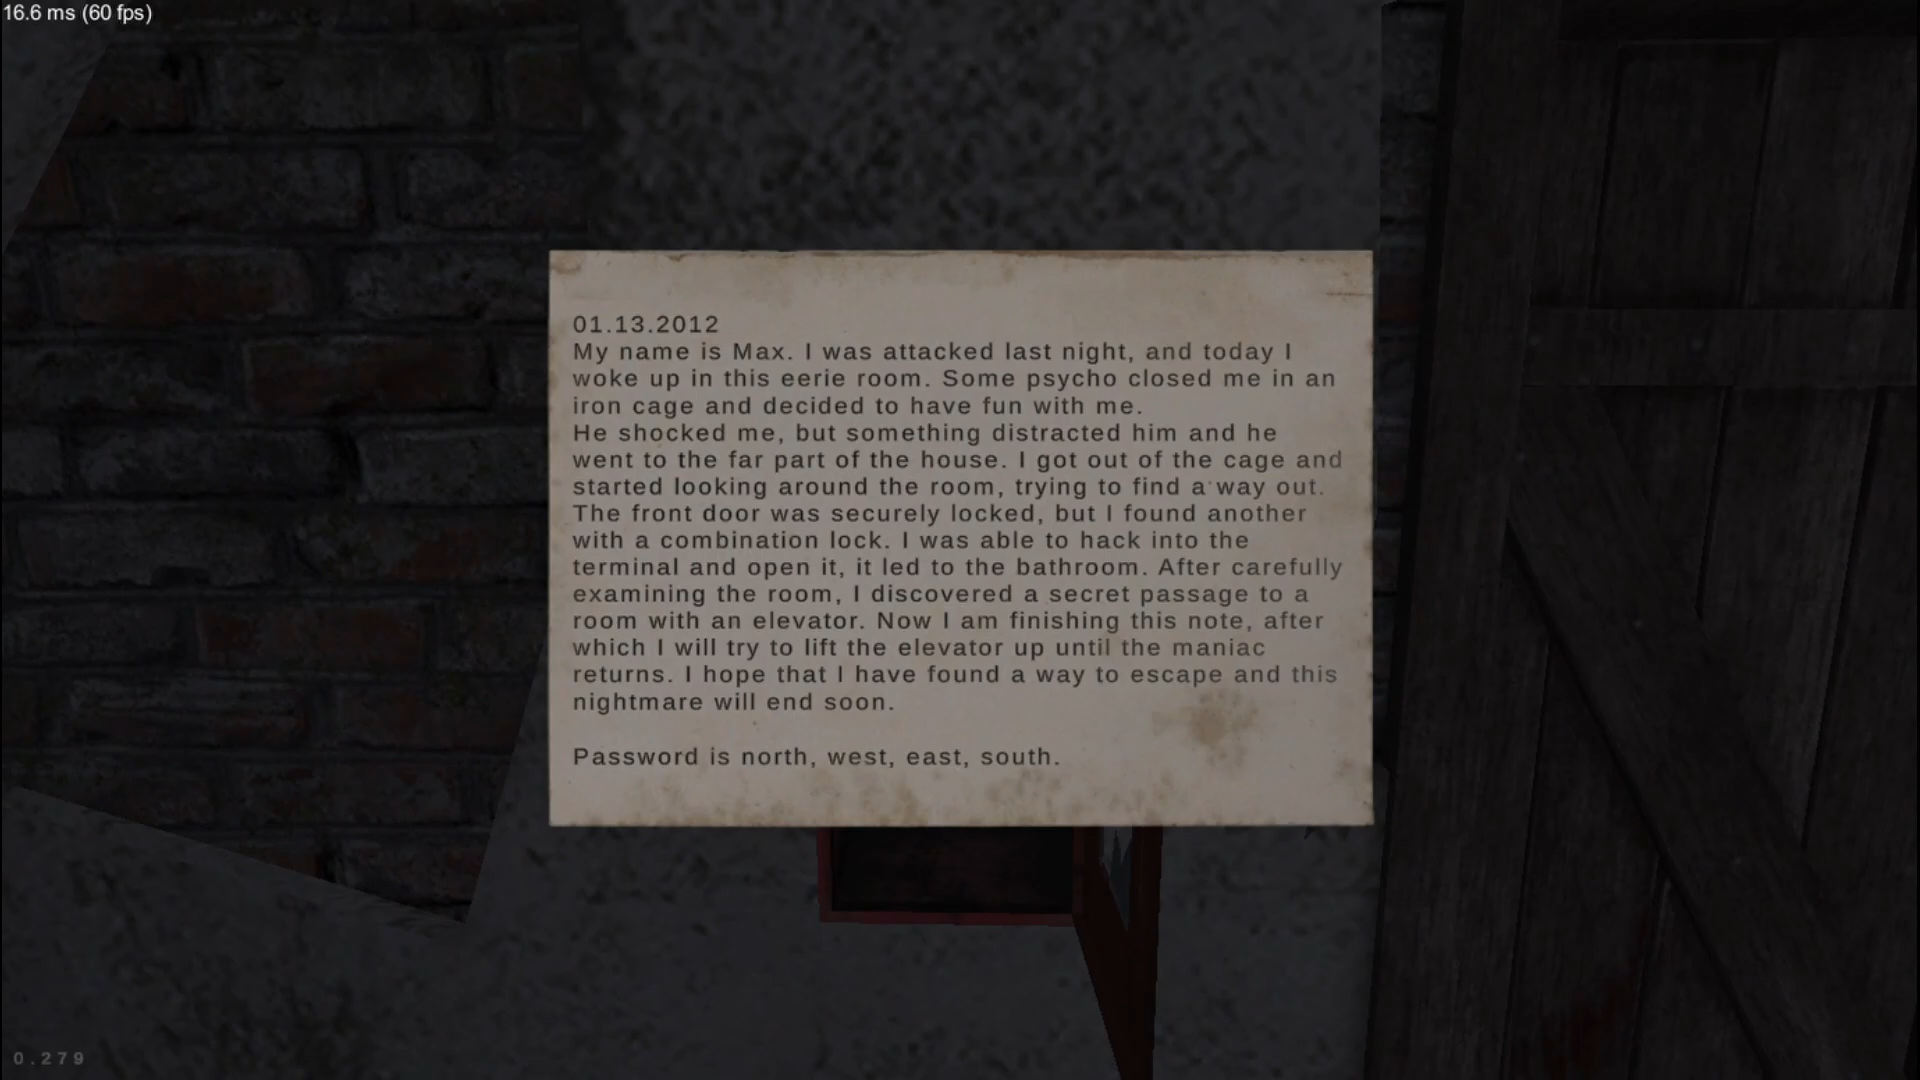 16.6 ms (60 fps)
01.13.2012
My name is Max. I was attacked last night, and today I
woke up in this eerie room. Some psycho closed me in an
iron cage and decided to have fun with me.
He shocked me, but something distracted him and he
went to the far part of the house. I got out of the cage and
started looking around the room, trying to find a way out.
The front door was securely locked, but I found another
with a combination lock. I was able to hack into the
terminal and open it, it led to the bathroom. After carefully
examining the room, I discovered a secret passage to a
room with an elevator. Now I am finishing this note, after
which I will try to lift the elevator up until the maniac
returns. I hope that I have found a way to escape and this
nightmare will end soon.
Password is north, west, east, south.
0.279